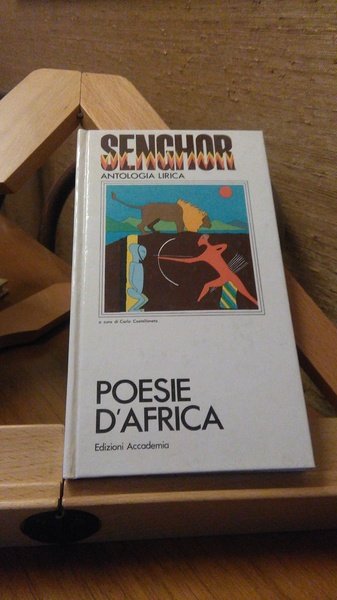 SENGHOR
ANTOLOGIA LIRICA
a cura di Carlo Castellaneta
POESIE
D'AFRICA
Edizioni Accademia